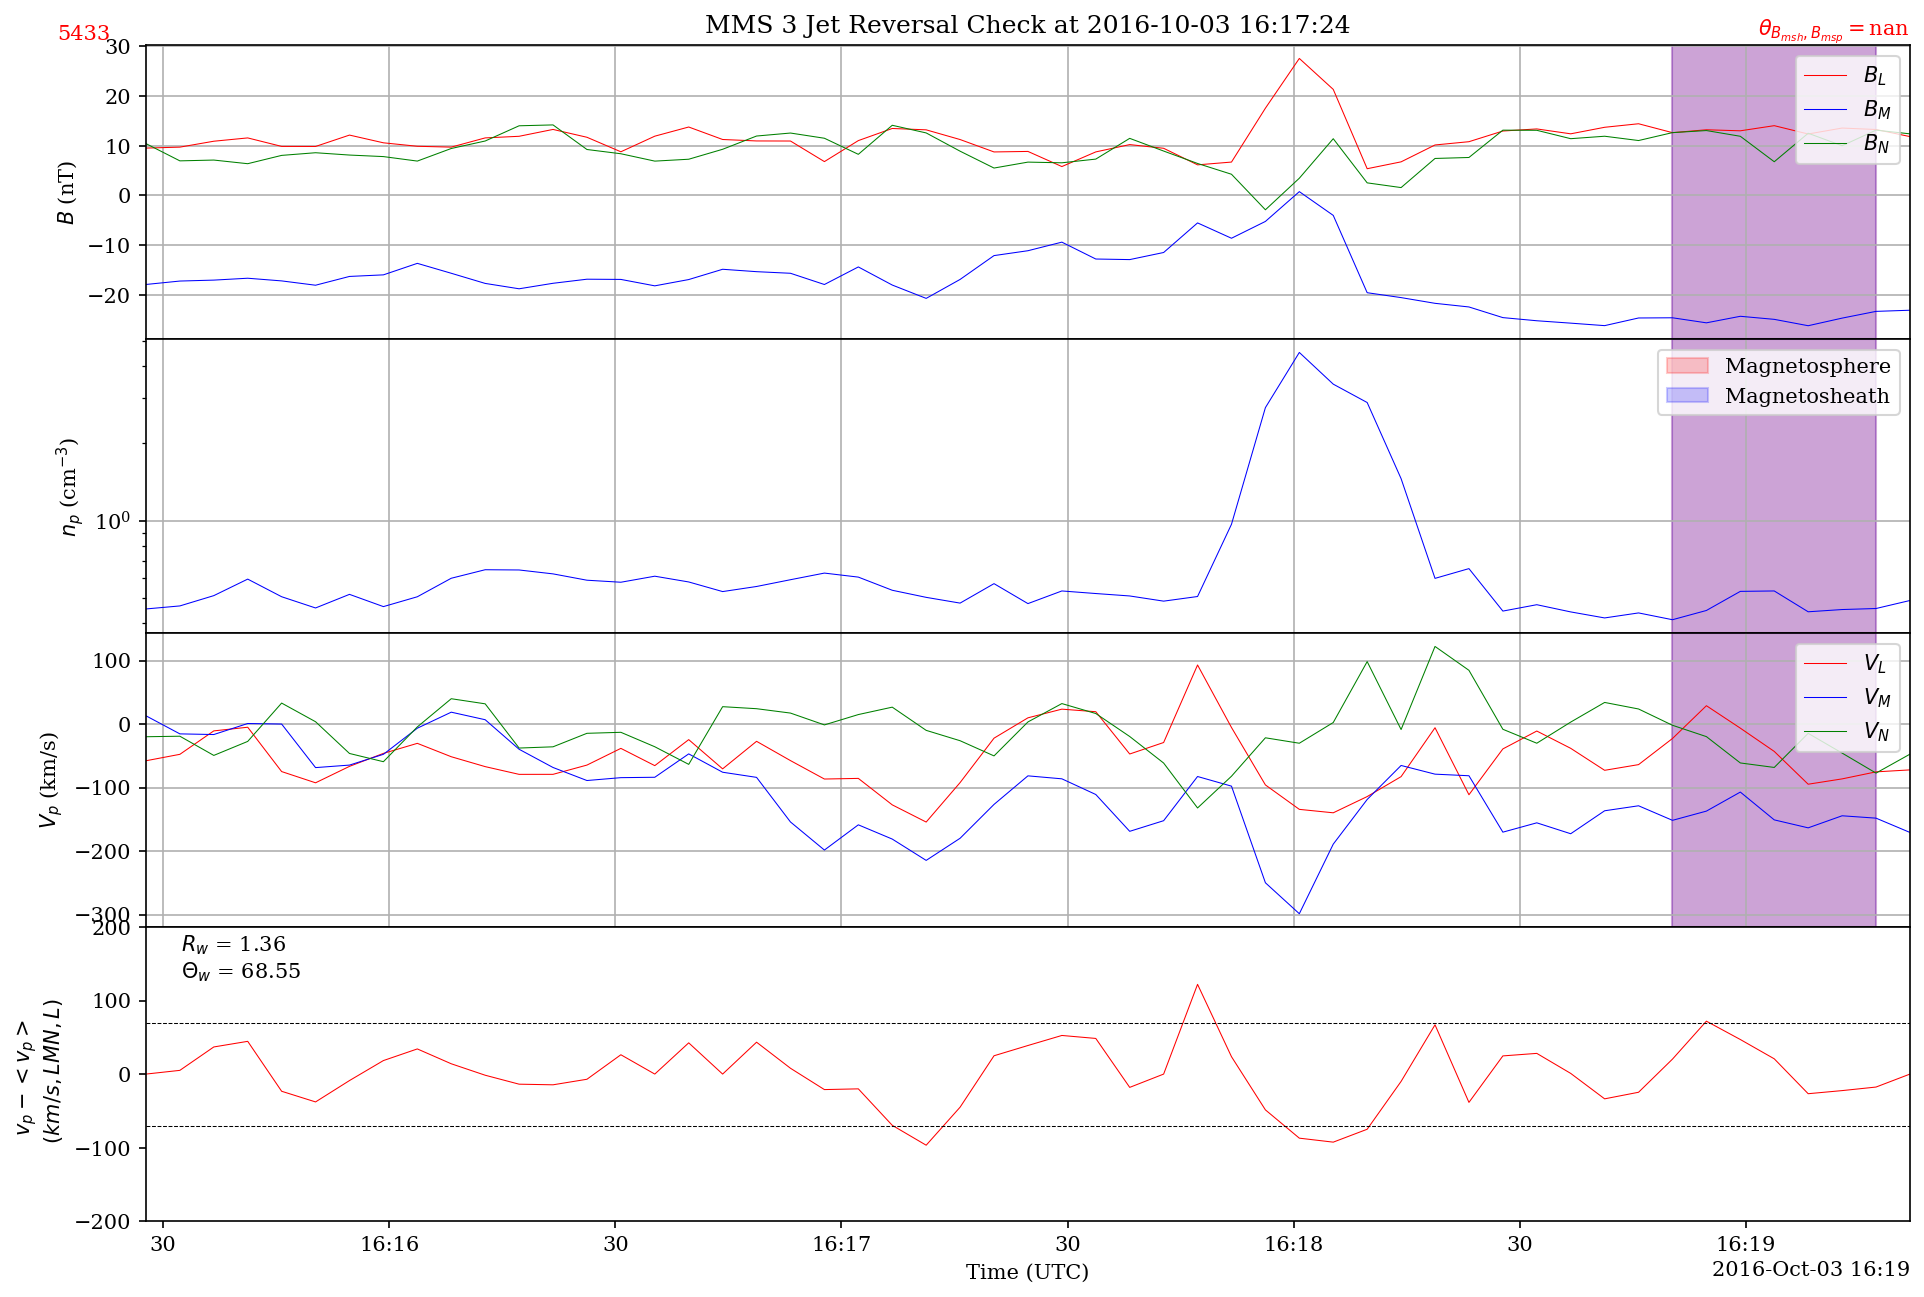 MMS 3 Jet Reversal Check at 2016-10-03 16:17:24
5433
θ_{B_{msh}, B_{msp}} = nan
30
20
10
0
−10
−20
B (nT)
B_L
B_M
B_N
10^0
n_p (cm^{−3})
Magnetosphere
Magnetosheath
100
0
−100
−200
−300
V_p (km/s)
V_L
V_M
V_N
200
100
0
−100
−200
v_p − < v_p >
(km/s, LMN, L)
R_w = 1.36
Θ_w = 68.55
30 16:16 30 16:17 30 16:18 30 16:19
Time (UTC)
2016-Oct-03 16:19